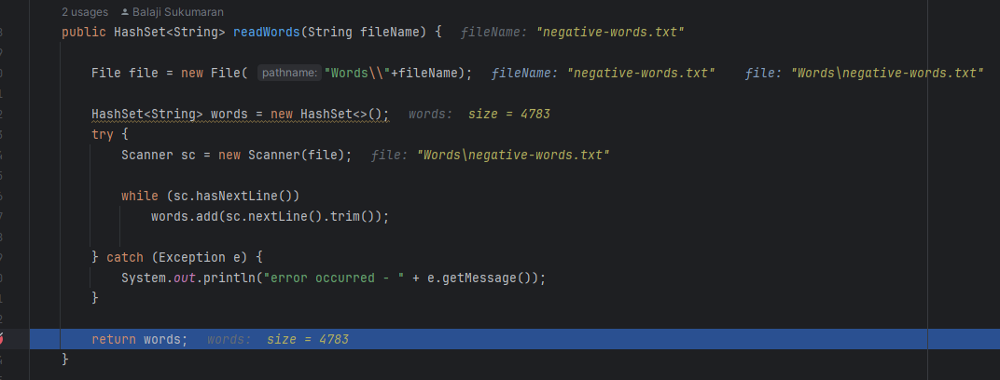 2 usages Balaji Sukumaran
public HashSet<String> readWords(String fileName) { fileName: "negative-words.txt"
File file = new File( pathname: "Words\\"+fileName); fileName: "negative-words.txt" file: "Words\negative-words.txt"
HashSet<String> words = new HashSet<>(); words: size = 4783
try {
Scanner sc = new Scanner(file); file: "Words\negative-words.txt"
while (sc.hasNextLine())
words.add(sc.nextLine().trim());
} catch (Exception e) {
System.out.println("error occurred - " + e.getMessage());
}
return words; words: size = 4783
}